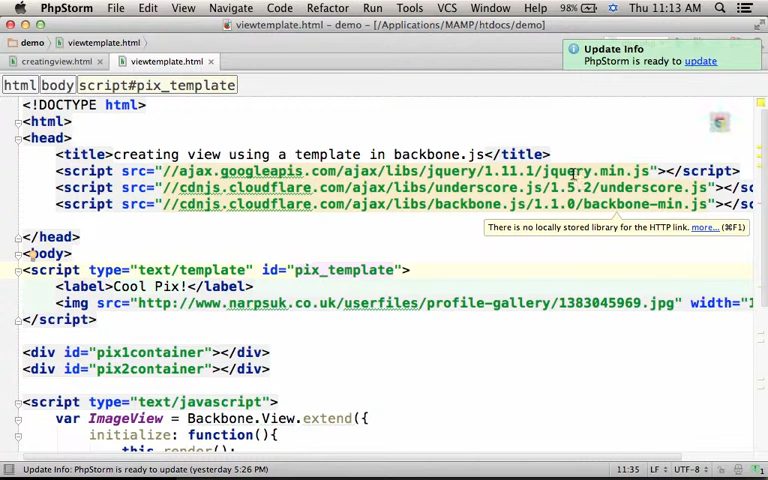 PhpStorm File Edit View Navigate Code Refactor Run Tools VCS Window Help 98% Thu 11:13 AM
viewtemplate.html - demo - [/Applications/MAMP/htdocs/demo]
demo viewtemplate.html
creatingview.html viewtemplate.html
Update Info
PhpStorm is ready to update
html body script#pix_template
<!DOCTYPE html>
<html>
<head>
<title>creating view using a template in backbone.js</title>
<script src="//ajax.googleapis.com/ajax/libs/jquery/1.11.1/jquery.min.js"></script>
<script src="//cdnjs.cloudflare.com/ajax/libs/underscore.js/1.5.2/underscore.js"></sc
<script src="//cdnjs.cloudflare.com/ajax/libs/backbone.js/1.1.0/backbone-min.js"></sc
There is no locally stored library for the HTTP link. more... (⌘F1)
</head>
<body>
<script type="text/template" id="pix_template">
<label>Cool Pix!</label>
<img src="http://www.narpsuk.co.uk/userfiles/profile-gallery/1383045969.jpg" width="1
</script>
<div id="pix1container"></div>
<div id="pix2container"></div>
<script type="text/javascript">
var ImageView = Backbone.View.extend({
initialize: function(){
this.render();
Update Info: PhpStorm is ready to update (yesterday 5:26 PM) 11:35 LF UTF-8